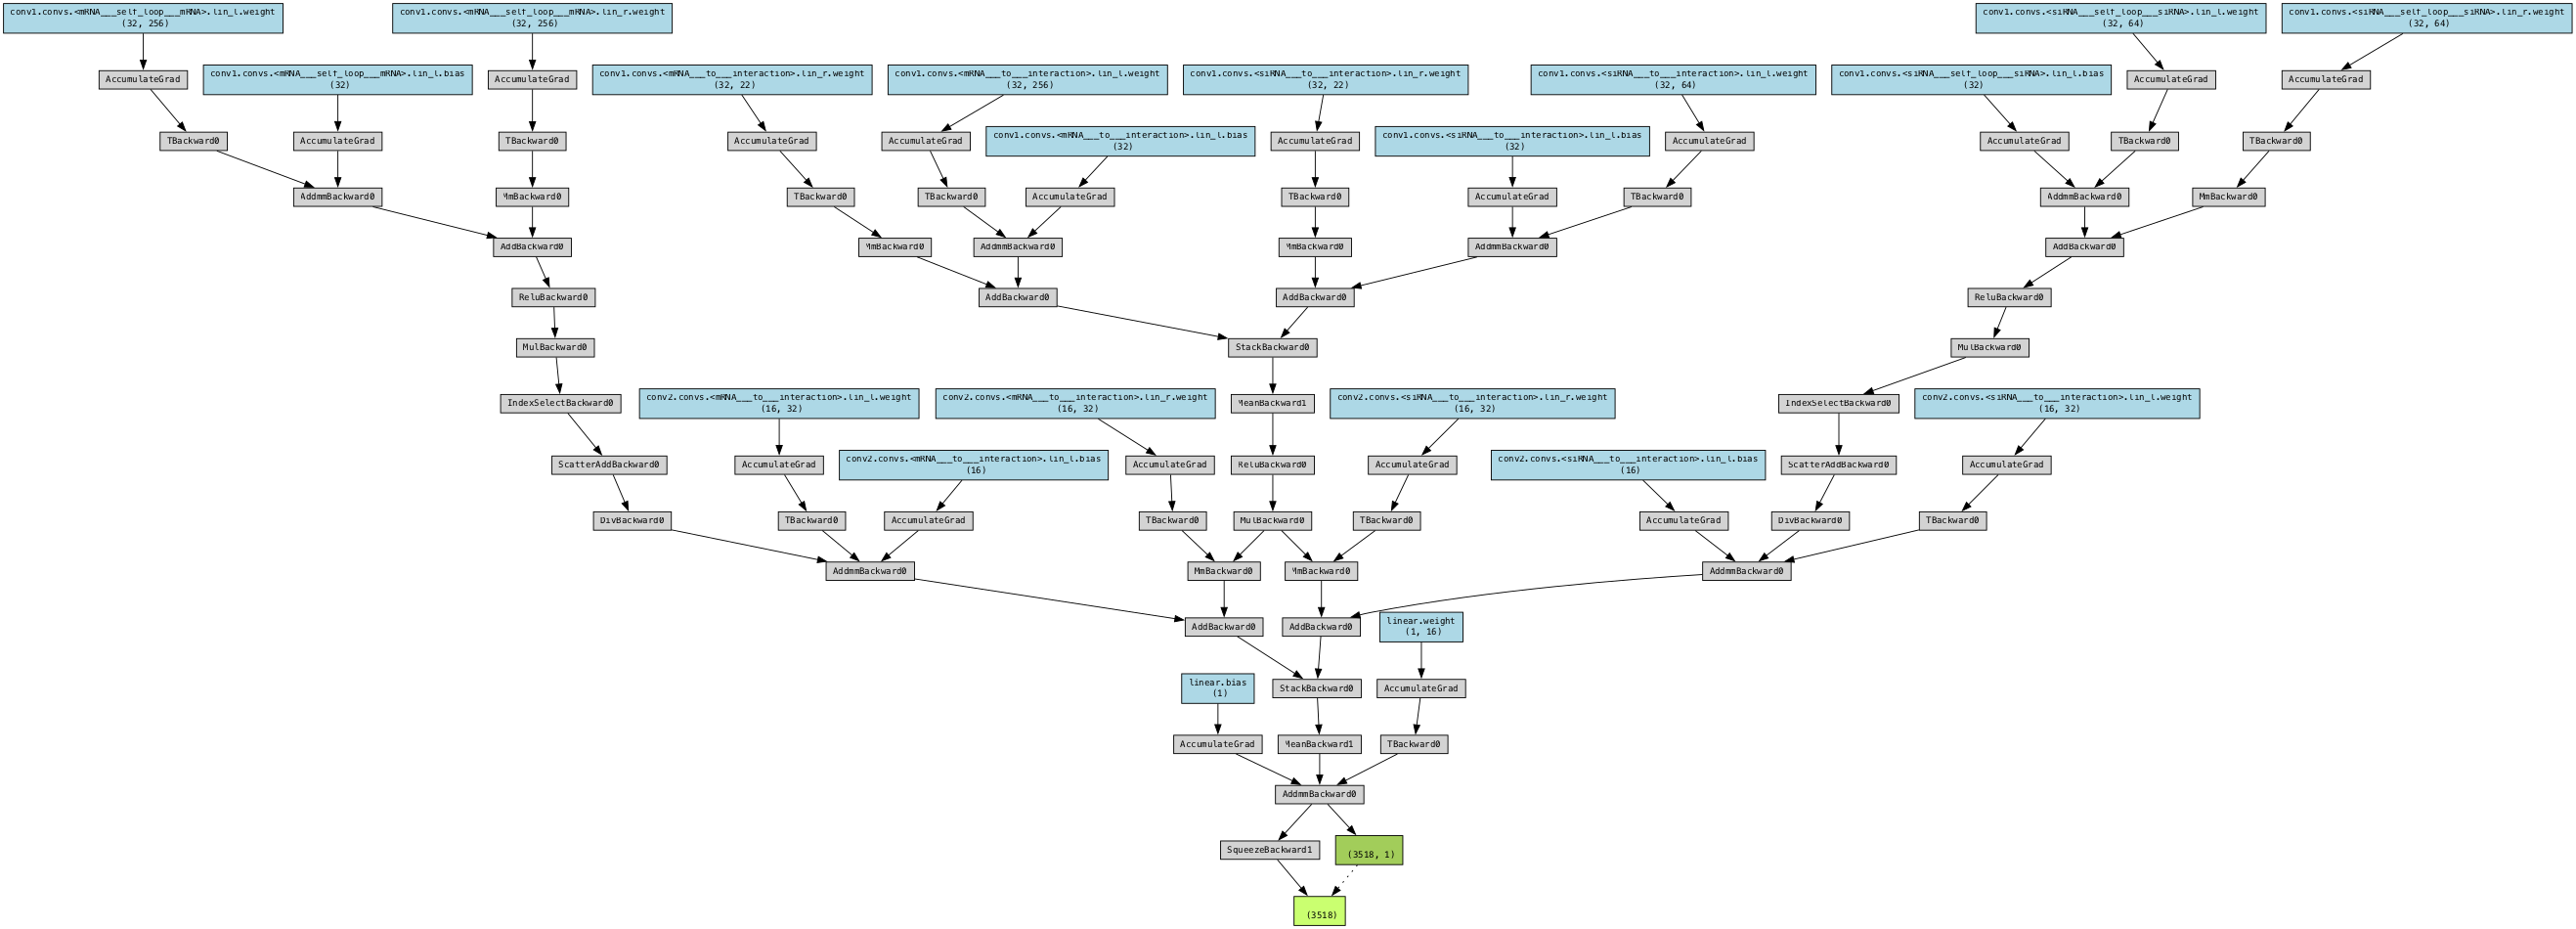 conv1.convs.<mRNA___self_loop___mRNA>.lin_l.weight
(32, 256)
conv1.convs.<mRNA___self_loop___mRNA>.lin_r.weight
(32, 256)
conv1.convs.<siRNA___self_loop___siRNA>.lin_l.weight
(32, 64)
conv1.convs.<siRNA___self_loop___siRNA>.lin_r.weight
(32, 64)
AccumulateGrad
conv1.convs.<mRNA___self_loop___mRNA>.lin_l.bias
(32)
AccumulateGrad
conv1.convs.<mRNA___to___interaction>.lin_r.weight
(32, 22)
conv1.convs.<mRNA___to___interaction>.lin_l.weight
(32, 256)
conv1.convs.<siRNA___to___interaction>.lin_r.weight
(32, 22)
conv1.convs.<siRNA___to___interaction>.lin_l.weight
(32, 64)
conv1.convs.<siRNA___self_loop___siRNA>.lin_l.bias
(32)
AccumulateGrad
AccumulateGrad
TBackward0
AccumulateGrad
TBackward0
AccumulateGrad
AccumulateGrad
conv1.convs.<mRNA___to___interaction>.lin_l.bias
(32)
AccumulateGrad
conv1.convs.<siRNA___to___interaction>.lin_l.bias
(32)
AccumulateGrad
AccumulateGrad
TBackward0
TBackward0
AddmmBackward0
MmBackward0
TBackward0
TBackward0
AccumulateGrad
TBackward0
AccumulateGrad
TBackward0
AddmmBackward0
MmBackward0
AddBackward0
MmBackward0
AddmmBackward0
MmBackward0
AddmmBackward0
AddBackward0
ReluBackward0
AddBackward0
AddBackward0
ReluBackward0
MulBackward0
StackBackward0
MulBackward0
IndexSelectBackward0
conv2.convs.<mRNA___to___interaction>.lin_l.weight
(16, 32)
conv2.convs.<mRNA___to___interaction>.lin_r.weight
(16, 32)
MeanBackward1
conv2.convs.<siRNA___to___interaction>.lin_r.weight
(16, 32)
IndexSelectBackward0
conv2.convs.<siRNA___to___interaction>.lin_l.weight
(16, 32)
ScatterAddBackward0
AccumulateGrad
conv2.convs.<mRNA___to___interaction>.lin_l.bias
(16)
AccumulateGrad
ReluBackward0
AccumulateGrad
conv2.convs.<siRNA___to___interaction>.lin_l.bias
(16)
ScatterAddBackward0
AccumulateGrad
DivBackward0
TBackward0
AccumulateGrad
TBackward0
MulBackward0
TBackward0
AccumulateGrad
DivBackward0
TBackward0
AddmmBackward0
MmBackward0
MmBackward0
AddmmBackward0
AddBackward0
AddBackward0
linear.weight
(1, 16)
linear.bias
(1)
StackBackward0
AccumulateGrad
AccumulateGrad
MeanBackward1
TBackward0
AddmmBackward0
SqueezeBackward1
(3518, 1)
(3518)